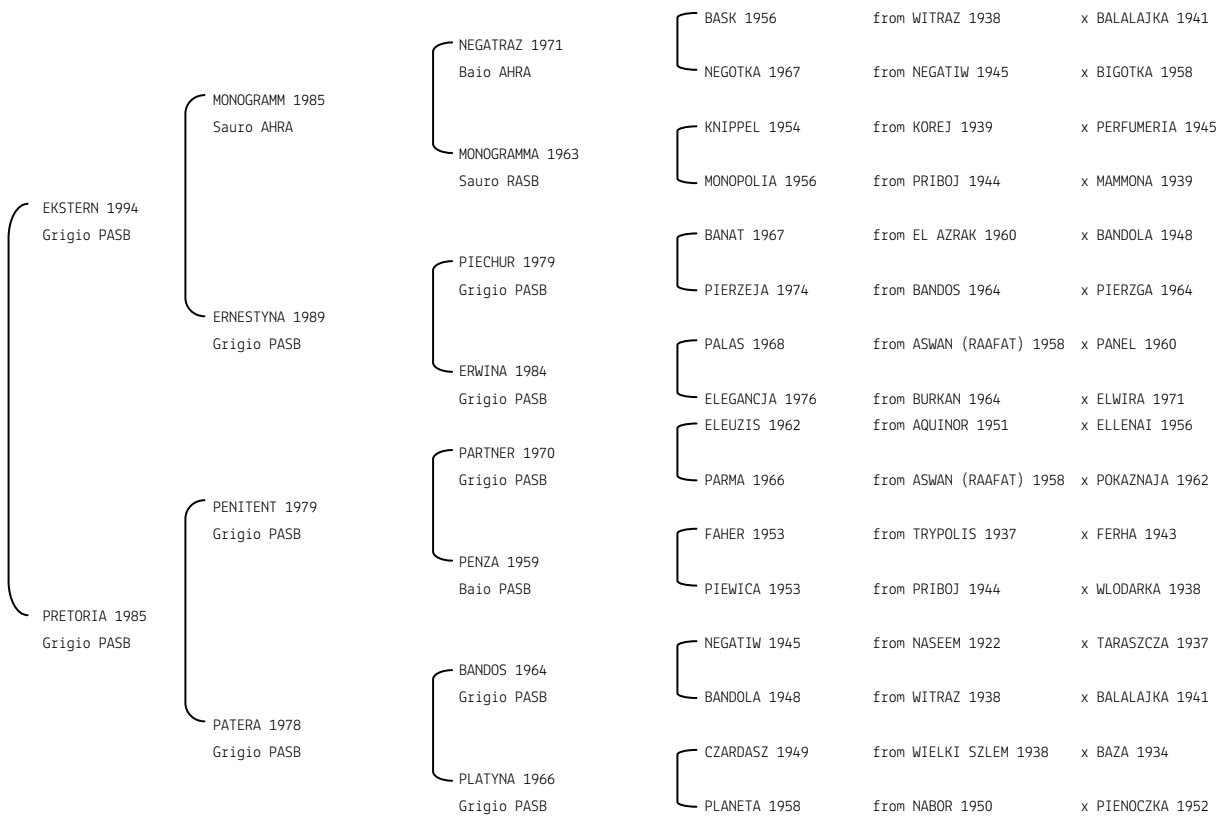 BASK 1956 from WITRAZ 1938 x BALALAJKA 1941
NEGATRAZ 1971
Baio AHRA
NEGOTKA 1967 from NEGATIW 1945 x BIGOTKA 1958
MONOGRAMM 1985
Sauro AHRA
KNIPPEL 1954 from KOREJ 1939 x PERFUMERIA 1945
MONOGRAMMA 1963
Sauro RASB
MONOPOLIA 1956 from PRIBOJ 1944 x MAMMONA 1939
EKSTERN 1994
Grigio PASB
BANAT 1967 from EL AZRAK 1960 x BANDOLA 1948
PIECHUR 1979
Grigio PASB
PIERZEJA 1974 from BANDOS 1964 x PIERZGA 1964
ERNESTYNA 1989
Grigio PASB
PALAS 1968 from ASWAN (RAAFAT) 1958 x PANEL 1960
ERWINA 1984
Grigio PASB
ELEGANCJA 1976 from BURKAN 1964 x ELWIRA 1971
ELEUZIS 1962 from AQUINOR 1951 x ELLENAI 1956
PARTNER 1970
Grigio PASB
PARMA 1966 from ASWAN (RAAFAT) 1958 x POKAZNAJA 1962
PENITENT 1979
Grigio PASB
FAHER 1953 from TRYPOLIS 1937 x FERHA 1943
PENZA 1959
Baio PASB
PIEWICA 1953 from PRIBOJ 1944 x WLODARKA 1938
PRETORIA 1985
Grigio PASB
NEGATIW 1945 from NASEEM 1922 x TARASZCZA 1937
BANDOS 1964
Grigio PASB
BANDOLA 1948 from WITRAZ 1938 x BALALAJKA 1941
PATERA 1978
Grigio PASB
CZARDASZ 1949 from WIELKI SZLEM 1938 x BAZA 1934
PLATYNA 1966
Grigio PASB
PLANETA 1958 from NABOR 1950 x PIENOCZKA 1952